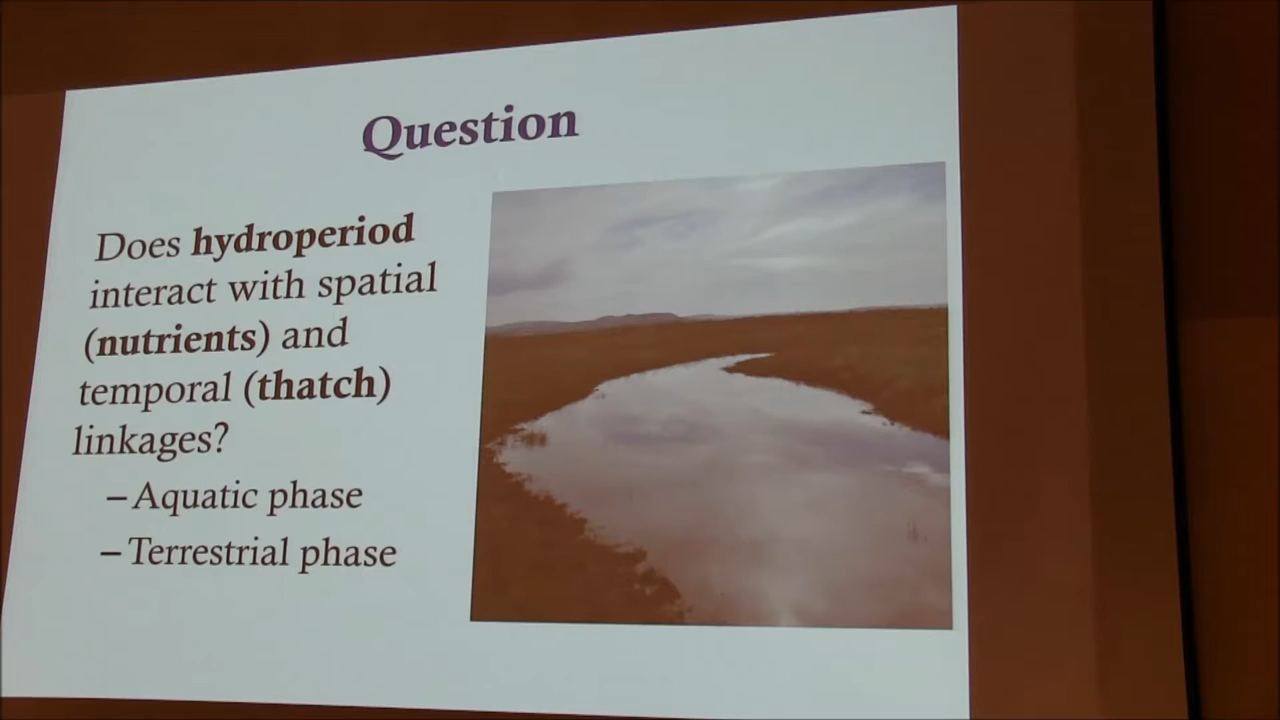 Question
Does hydroperiod
interact with spatial
(nutrients) and
temporal (thatch)
linkages?
– Aquatic phase
– Terrestrial phase